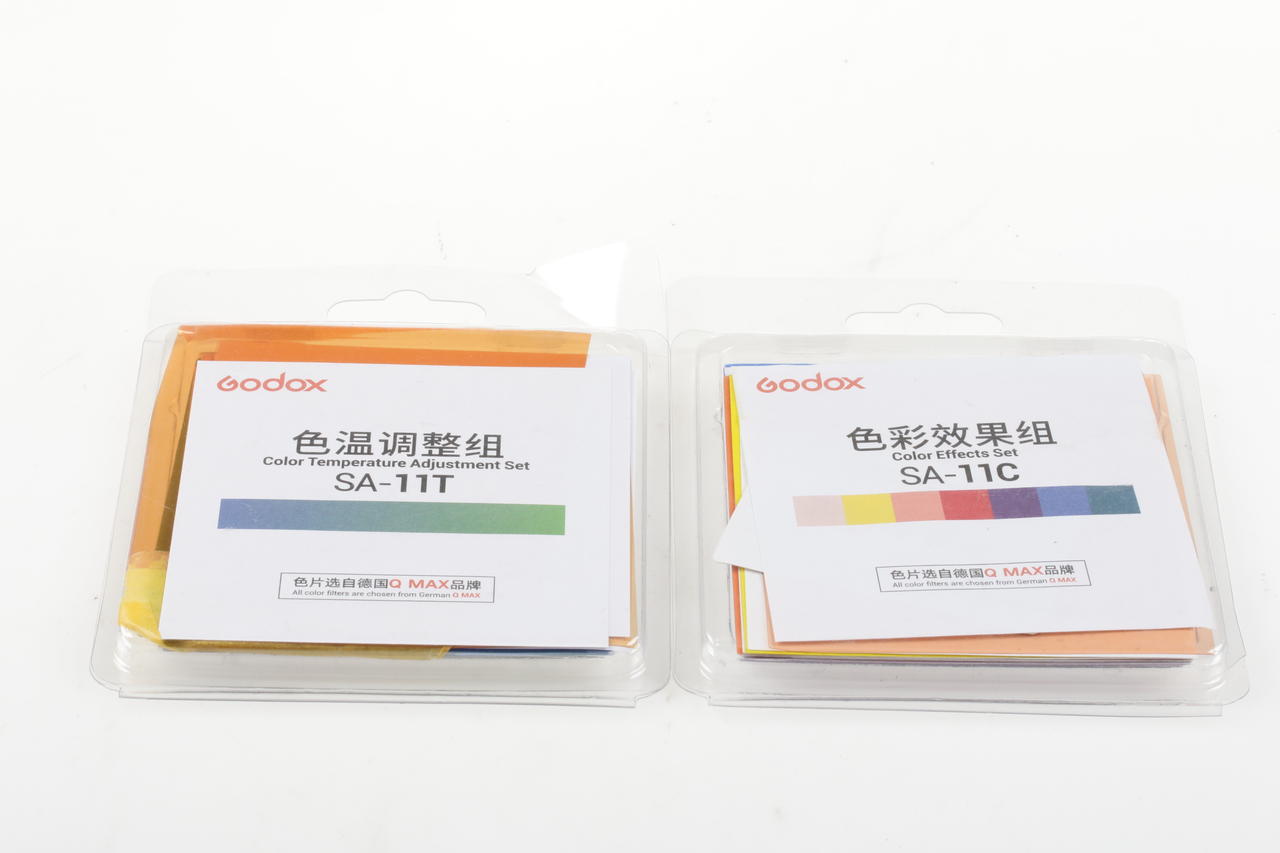 Godox
色温调整组
Color Temperature Adjustment Set
SA-11T
色片选自德国Q MAX品牌
All color filters are chosen from German Q MAX
Godox
色彩效果组
Color Effects Set
SA-11C
色片选自德国Q MAX品牌
All color filters are chosen from German Q MAX